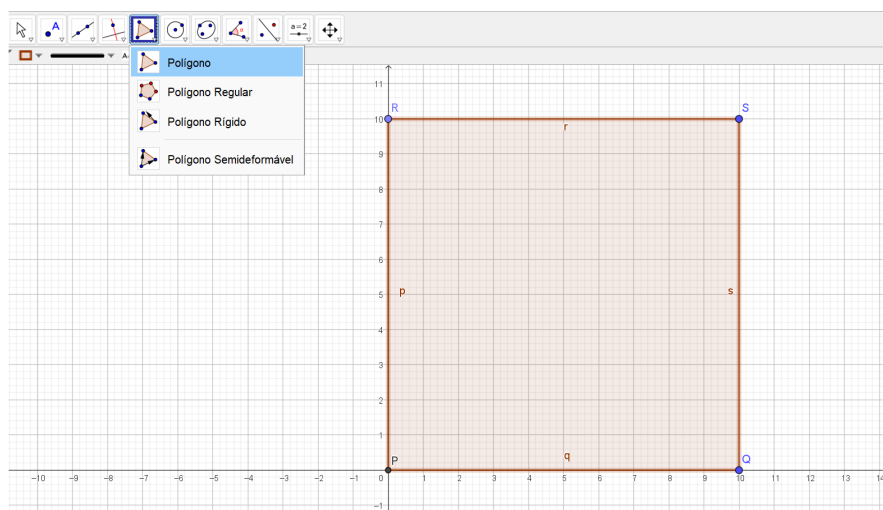 A
α
a=2
A
Polígono
Polígono Regular
Polígono Rígido
Polígono Semideformável
11
R
S
10
r
9
8
7
6
p
5
s
4
3
2
1
P
q
Q
−10 −9 −8 −7 −6 −5 −4 −3 −2 −1 0 1 2 3 4 5 6 7 8 9 10 11 12 13 14
−1